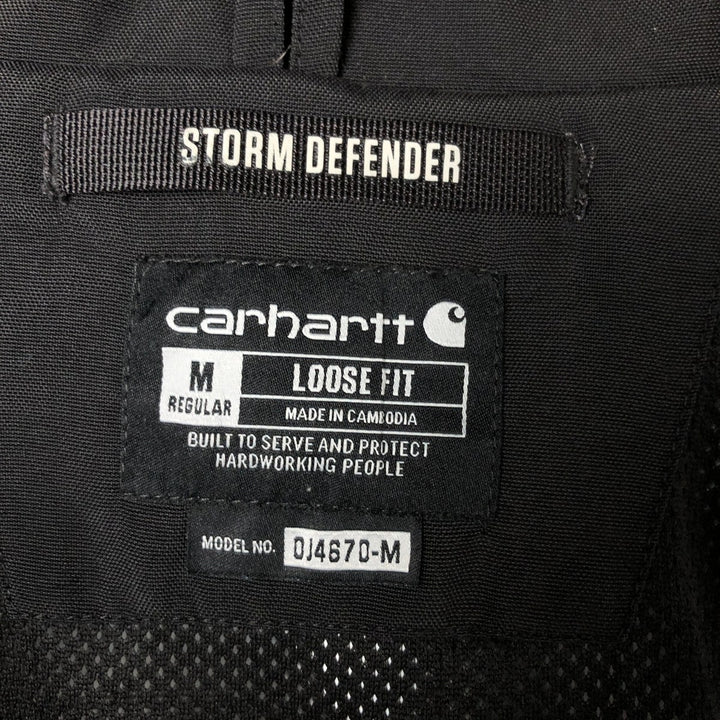 STORM DEFENDER
carhartt
M
REGULAR
LOOSE FIT
MADE IN CAMBODIA
BUILT TO SERVE AND PROTECT
HARDWORKING PEOPLE
MODEL NO. OJ4670-M